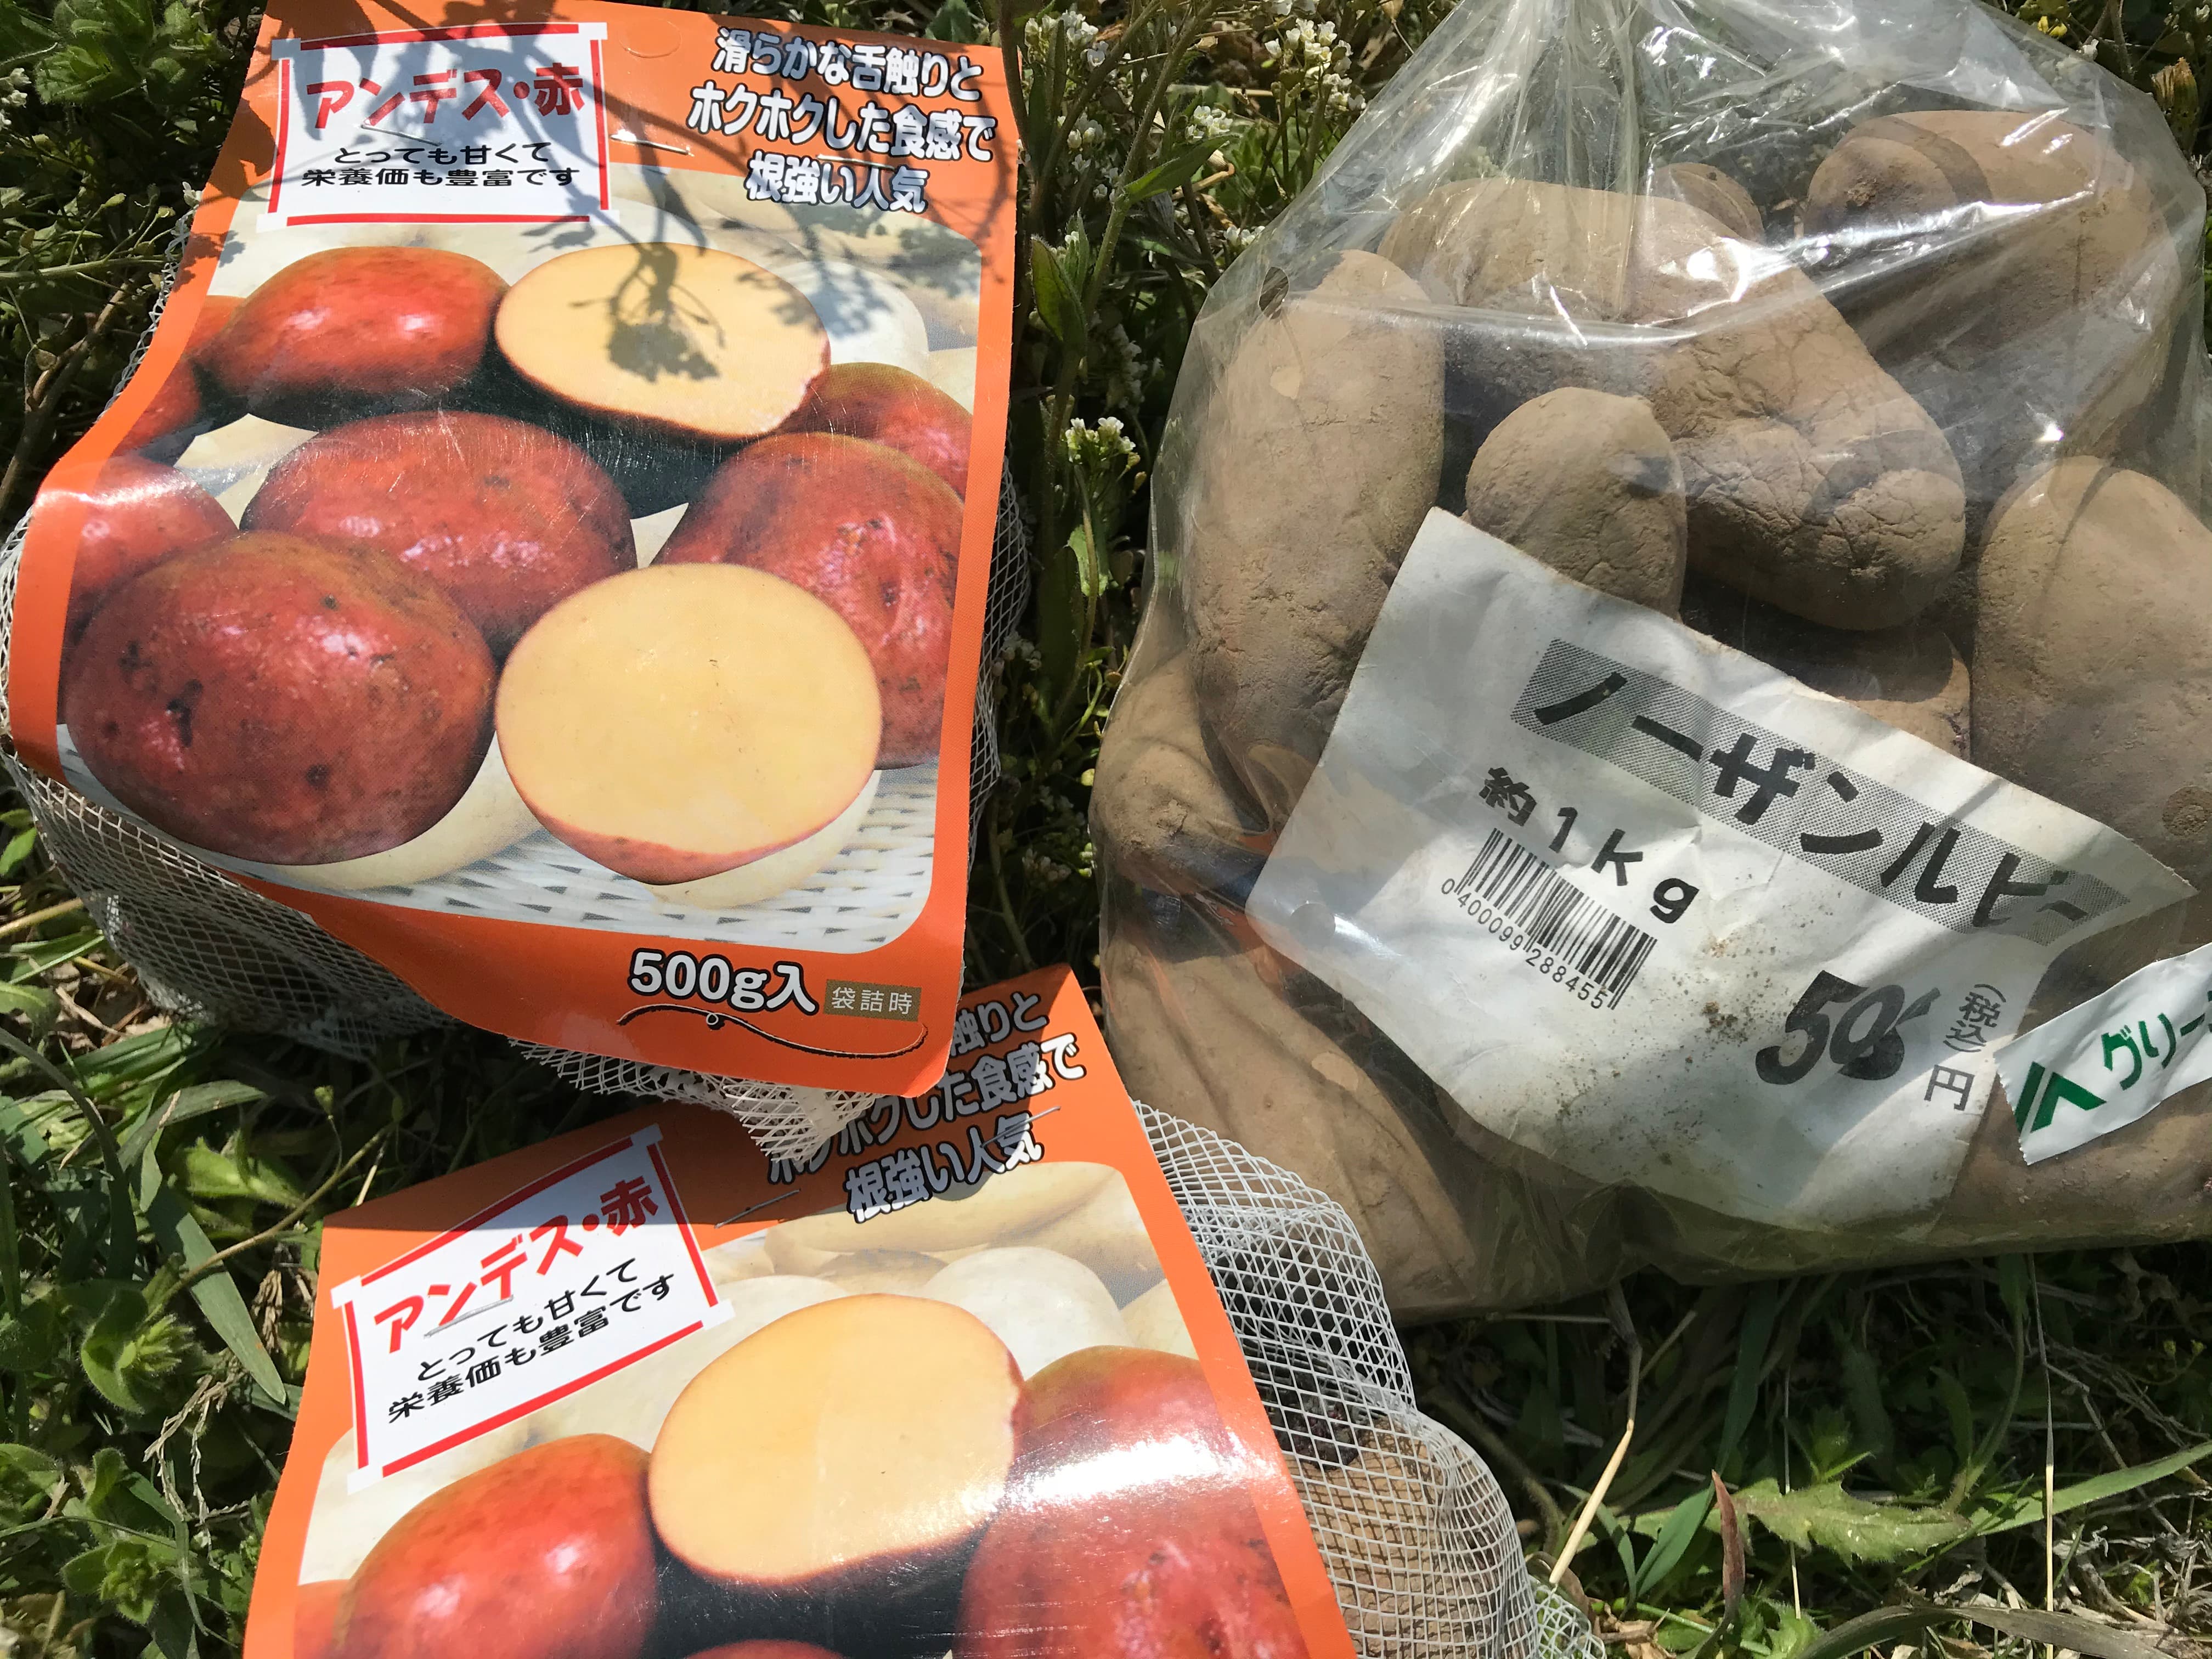 アンデス・赤
とっても甘くて
栄養価も豊富です
滑らかな舌触りと
ホクホクした食感で
根強い人気
500g入
袋詰時
ノーザンルビー
約1kg
0400099288455
(税込)
円
JA グリー
触りと
ホクホクした食感で
根強い人気
アンデス・赤
とっても甘くて
栄養価も豊富です